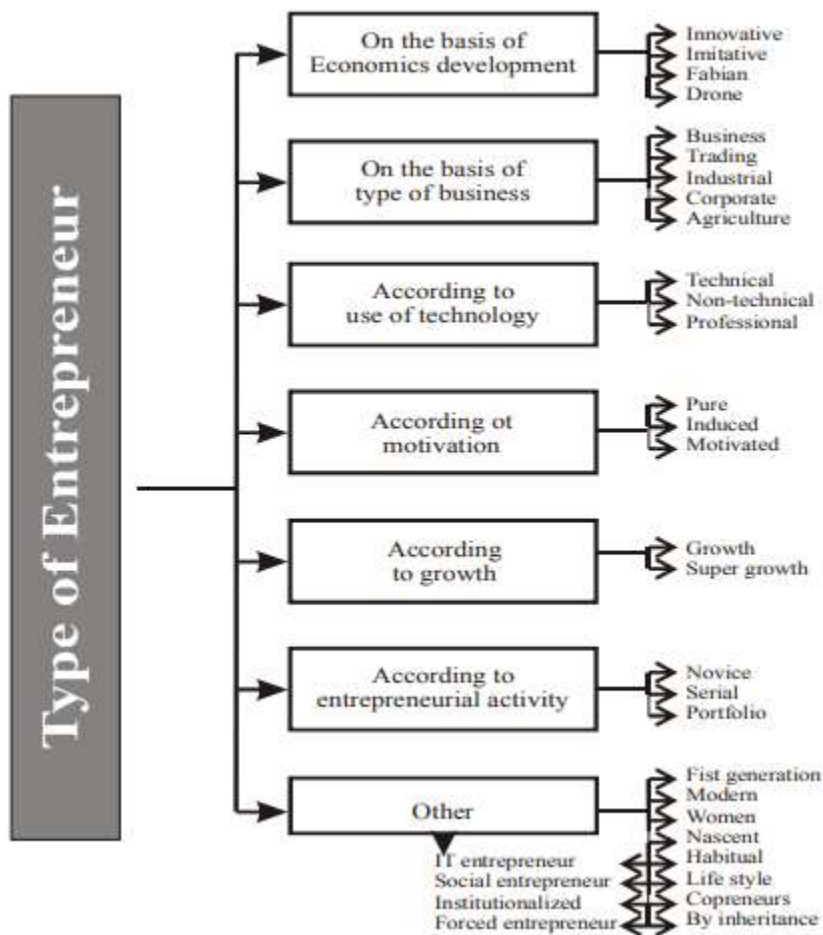 Type of Entrepreneur
On the basis of
Economics development
Innovative
Imitative
Fabian
Drone
On the basis of
type of business
Business
Trading
Industrial
Corporate
Agriculture
According to
use of technology
Technical
Non-technical
Professional
According ot
motivation
Pure
Induced
Motivated
According
to growth
Growth
Super growth
According to
entrepreneurial activity
Novice
Serial
Portfolio
Other
Fist generation
Modern
Women
Nascent
Habitual
Life style
Copreneurs
By inheritance
IT entrepreneur
Social entrepreneur
Institutionalized
Forced entrepreneur